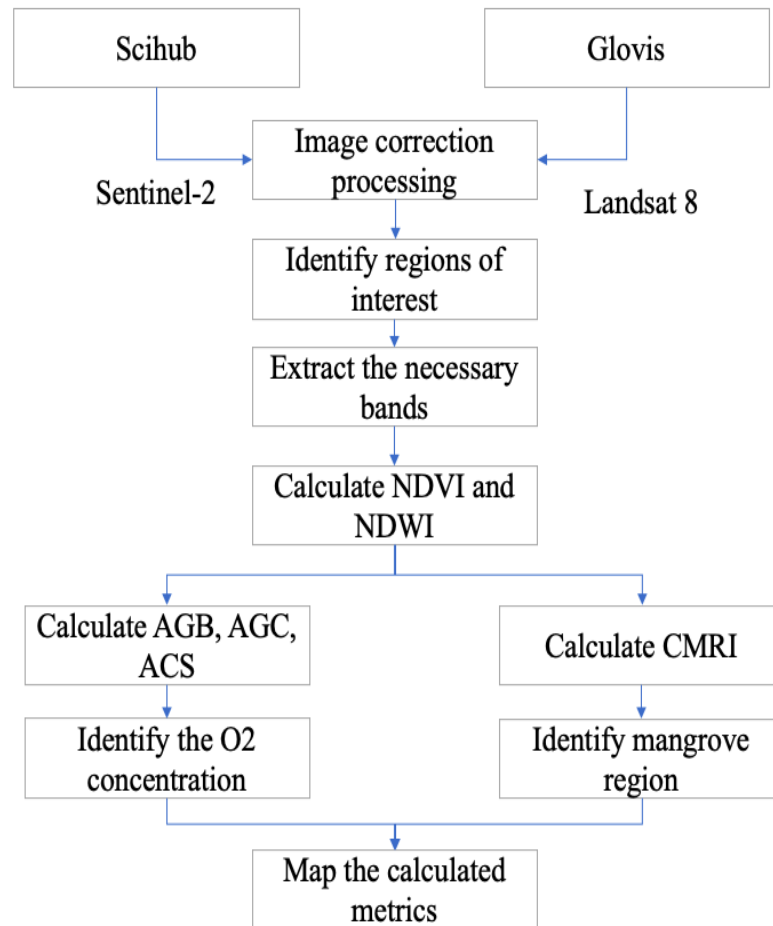 Scihub
Glovis
Image correction
processing
Sentinel-2
Landsat 8
Identify regions of
interest
Extract the necessary
bands
Calculate NDVI and
NDWI
Calculate AGB, AGC,
ACS
Calculate CMRI
Identify the O2
concentration
Identify mangrove
region
Map the calculated
metrics